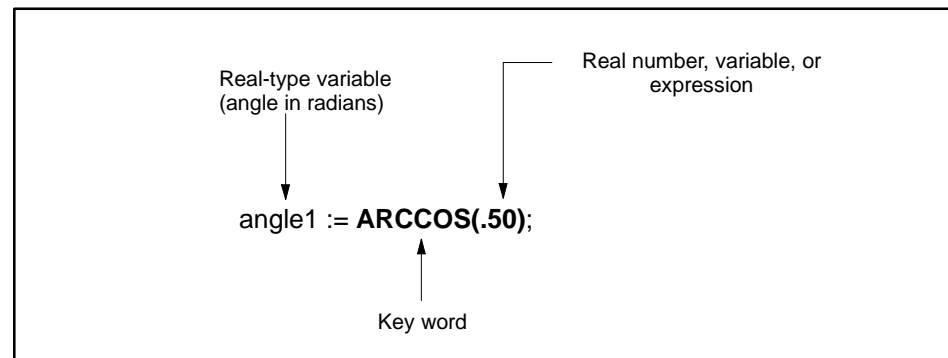 Real-type variable
(angle in radians)
Real number, variable, or
expression
angle1 := ARCCOS(.50);
Key word